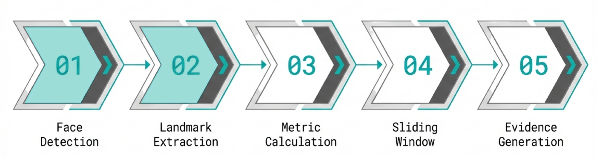 01
02
03
04
05
Face
Detection
Landmark
Extraction
Metric
Calculation
Sliding
Window
Evidence
Generation